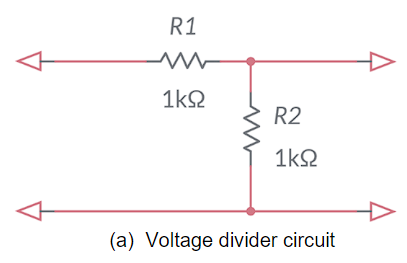 R1
1kΩ
R2
1kΩ
(a) Voltage divider circuit